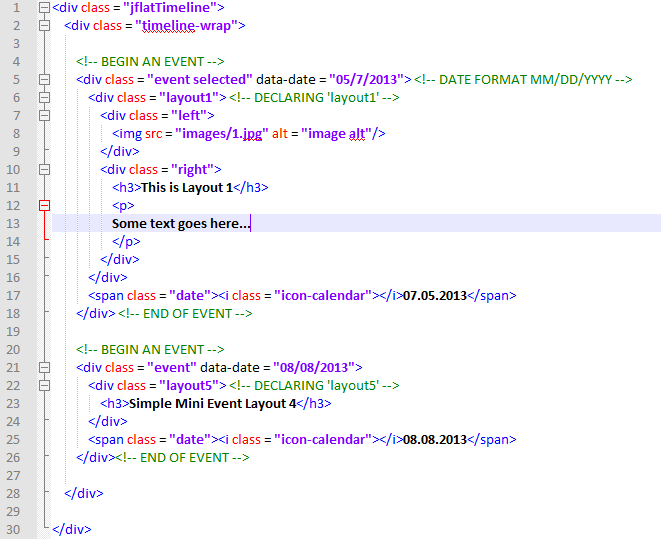 1 <div class = "jflatTimeline">
2 <div class = "timeline-wrap">
3
4 <!-- BEGIN AN EVENT -->
5 <div class = "event selected" data-date = "05/7/2013"> <!-- DATE FORMAT MM/DD/YYYY -->
6 <div class = "layout1"> <!-- DECLARING 'layout1' -->
7 <div class = "left">
8 <img src = "images/1.jpg" alt = "image alt"/>
9 </div>
10 <div class = "right">
11 <h3>This is Layout 1</h3>
12 <p>
13 Some text goes here...
14 </p>
15 </div>
16 </div>
17 <span class = "date"><i class = "icon-calendar"></i>07.05.2013</span>
18 </div> <!-- END OF EVENT -->
19
20 <!-- BEGIN AN EVENT -->
21 <div class = "event" data-date = "08/08/2013">
22 <div class = "layout5"> <!-- DECLARING 'layout5' -->
23 <h3>Simple Mini Event Layout 4</h3>
24 </div>
25 <span class = "date"><i class = "icon-calendar"></i>08.08.2013</span>
26 </div><!-- END OF EVENT -->
27
28 </div>
29
30 </div>